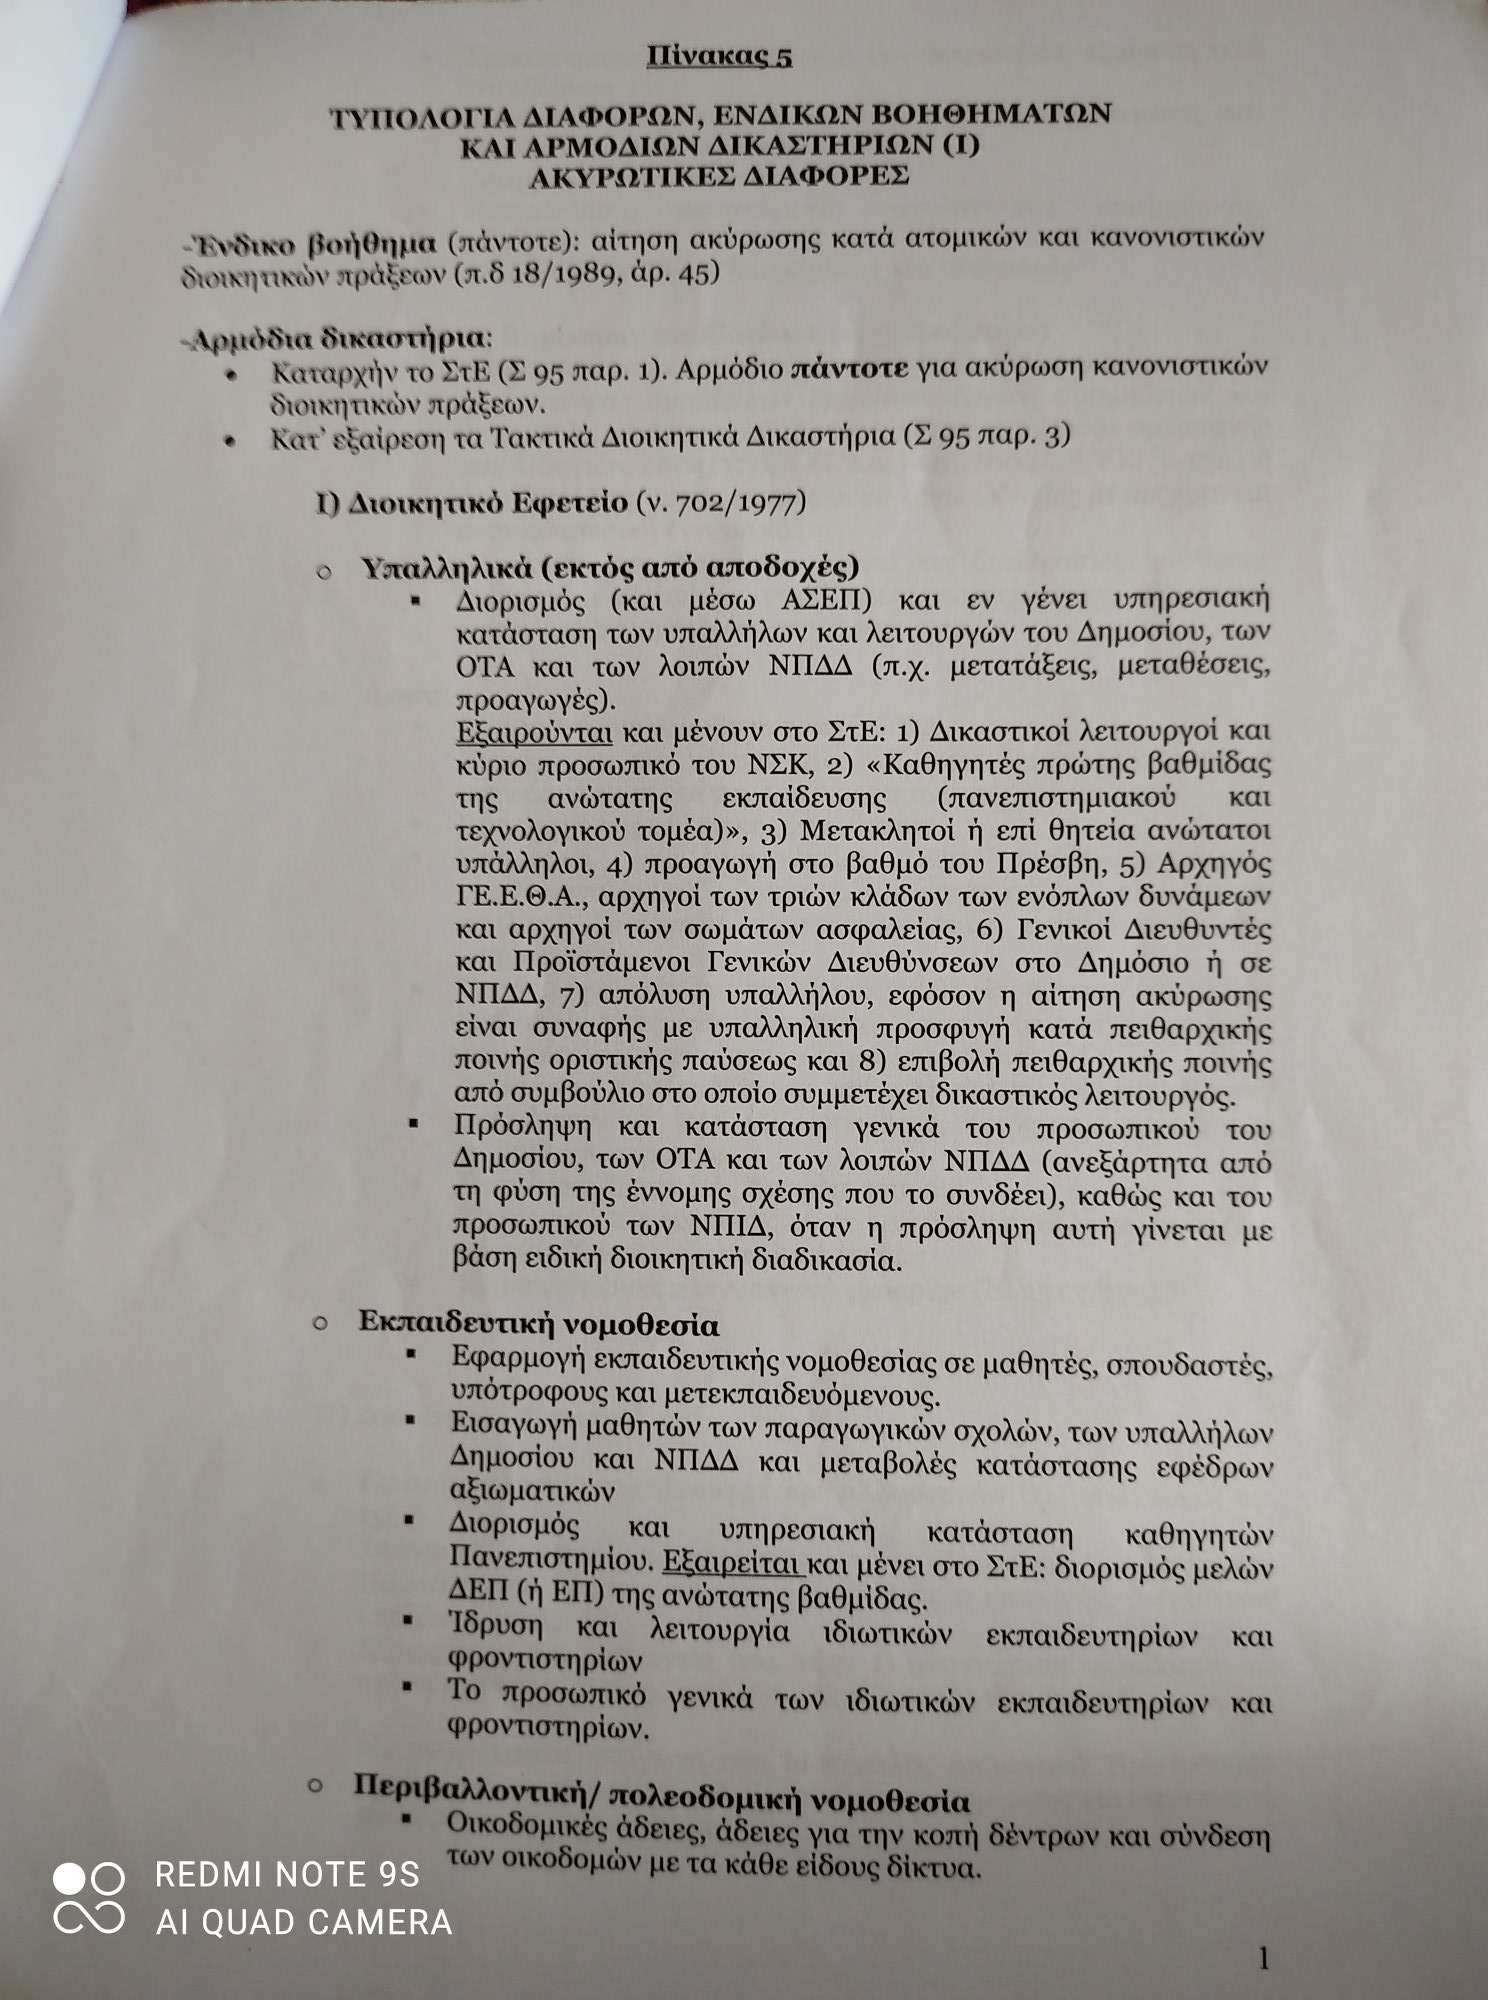 Πίνακας 5
ΤΥΠΟΛΟΓΙΑ ΔΙΑΦΟΡΩΝ, ΕΝΔΙΚΩΝ ΒΟΗΘΗΜΑΤΩΝ
ΚΑΙ ΑΡΜΟΔΙΩΝ ΔΙΚΑΣΤΗΡΙΩΝ (Ι)
ΑΚΥΡΩΤΙΚΕΣ ΔΙΑΦΟΡΕΣ
-Ένδικο βοήθημα (πάντοτε): αίτηση ακύρωσης κατά ατομικών και κανονιστικών
διοικητικών πράξεων (π.δ 18/1989, άρ. 45)
-Αρμόδια δικαστήρια:
• Καταρχήν το ΣτΕ (Σ 95 παρ. 1). Αρμόδιο πάντοτε για ακύρωση κανονιστικών
διοικητικών πράξεων.
• Κατ’ εξαίρεση τα Τακτικά Διοικητικά Δικαστήρια (Σ 95 παρ. 3)
Ι) Διοικητικό Εφετείο (ν. 702/1977)
○ Υπαλληλικά (εκτός από αποδοχές)
▪ Διορισμός (και μέσω ΑΣΕΠ) και εν γένει υπηρεσιακή
κατάσταση των υπαλλήλων και λειτουργών του Δημοσίου, των
ΟΤΑ και των λοιπών ΝΠΔΔ (π.χ. μετατάξεις, μεταθέσεις,
προαγωγές).
Εξαιρούνται και μένουν στο ΣτΕ: 1) Δικαστικοί λειτουργοί και
κύριο προσωπικό του ΝΣΚ, 2) «Καθηγητές πρώτης βαθμίδας
της ανώτατης εκπαίδευσης (πανεπιστημιακού και
τεχνολογικού τομέα)», 3) Μετακλητοί ή επί θητεία ανώτατοι
υπάλληλοι, 4) προαγωγή στο βαθμό του Πρέσβη, 5) Αρχηγός
ΓΕ.Ε.Θ.Α., αρχηγοί των τριών κλάδων των ενόπλων δυνάμεων
και αρχηγοί των σωμάτων ασφαλείας, 6) Γενικοί Διευθυντές
και Προϊστάμενοι Γενικών Διευθύνσεων στο Δημόσιο ή σε
ΝΠΔΔ, 7) απόλυση υπαλλήλου, εφόσον η αίτηση ακύρωσης
είναι συναφής με υπαλληλική προσφυγή κατά πειθαρχικής
ποινής οριστικής παύσεως και 8) επιβολή πειθαρχικής ποινής
από συμβούλιο στο οποίο συμμετέχει δικαστικός λειτουργός.
▪ Πρόσληψη και κατάσταση γενικά του προσωπικού του
Δημοσίου, των ΟΤΑ και των λοιπών ΝΠΔΔ (ανεξάρτητα από
τη φύση της έννομης σχέσης που το συνδέει), καθώς και του
προσωπικού των ΝΠΙΔ, όταν η πρόσληψη αυτή γίνεται με
βάση ειδική διοικητική διαδικασία.
○ Εκπαιδευτική νομοθεσία
▪ Εφαρμογή εκπαιδευτικής νομοθεσίας σε μαθητές, σπουδαστές,
υπότροφους και μετεκπαιδευόμενους.
▪ Εισαγωγή μαθητών των παραγωγικών σχολών, των υπαλλήλων
Δημοσίου και ΝΠΔΔ και μεταβολές κατάστασης εφέδρων
αξιωματικών
▪ Διορισμός και υπηρεσιακή κατάσταση καθηγητών
Πανεπιστημίου. Εξαιρείται και μένει στο ΣτΕ: διορισμός μελών
ΔΕΠ (ή ΕΠ) της ανώτατης βαθμίδας.
▪ Ίδρυση και λειτουργία ιδιωτικών εκπαιδευτηρίων και
φροντιστηρίων
▪ Το προσωπικό γενικά των ιδιωτικών εκπαιδευτηρίων και
φροντιστηρίων.
○ Περιβαλλοντική/ πολεοδομική νομοθεσία
▪ Οικοδομικές άδειες, άδειες για την κοπή δέντρων και σύνδεση
των οικοδομών με τα κάθε είδους δίκτυα.
REDMI NOTE 9S
AI QUAD CAMERA
1